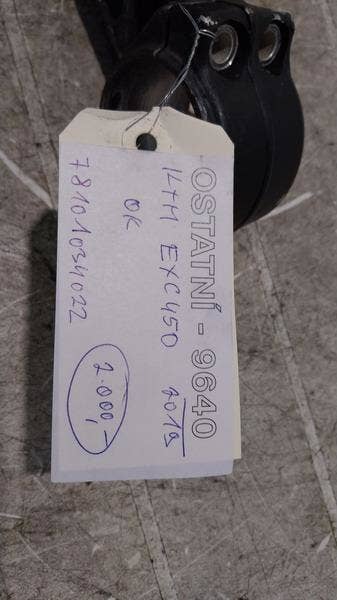 OSTATNÍ - 9640
KTM EXC450 2019
OK
78101034022
2.000,-